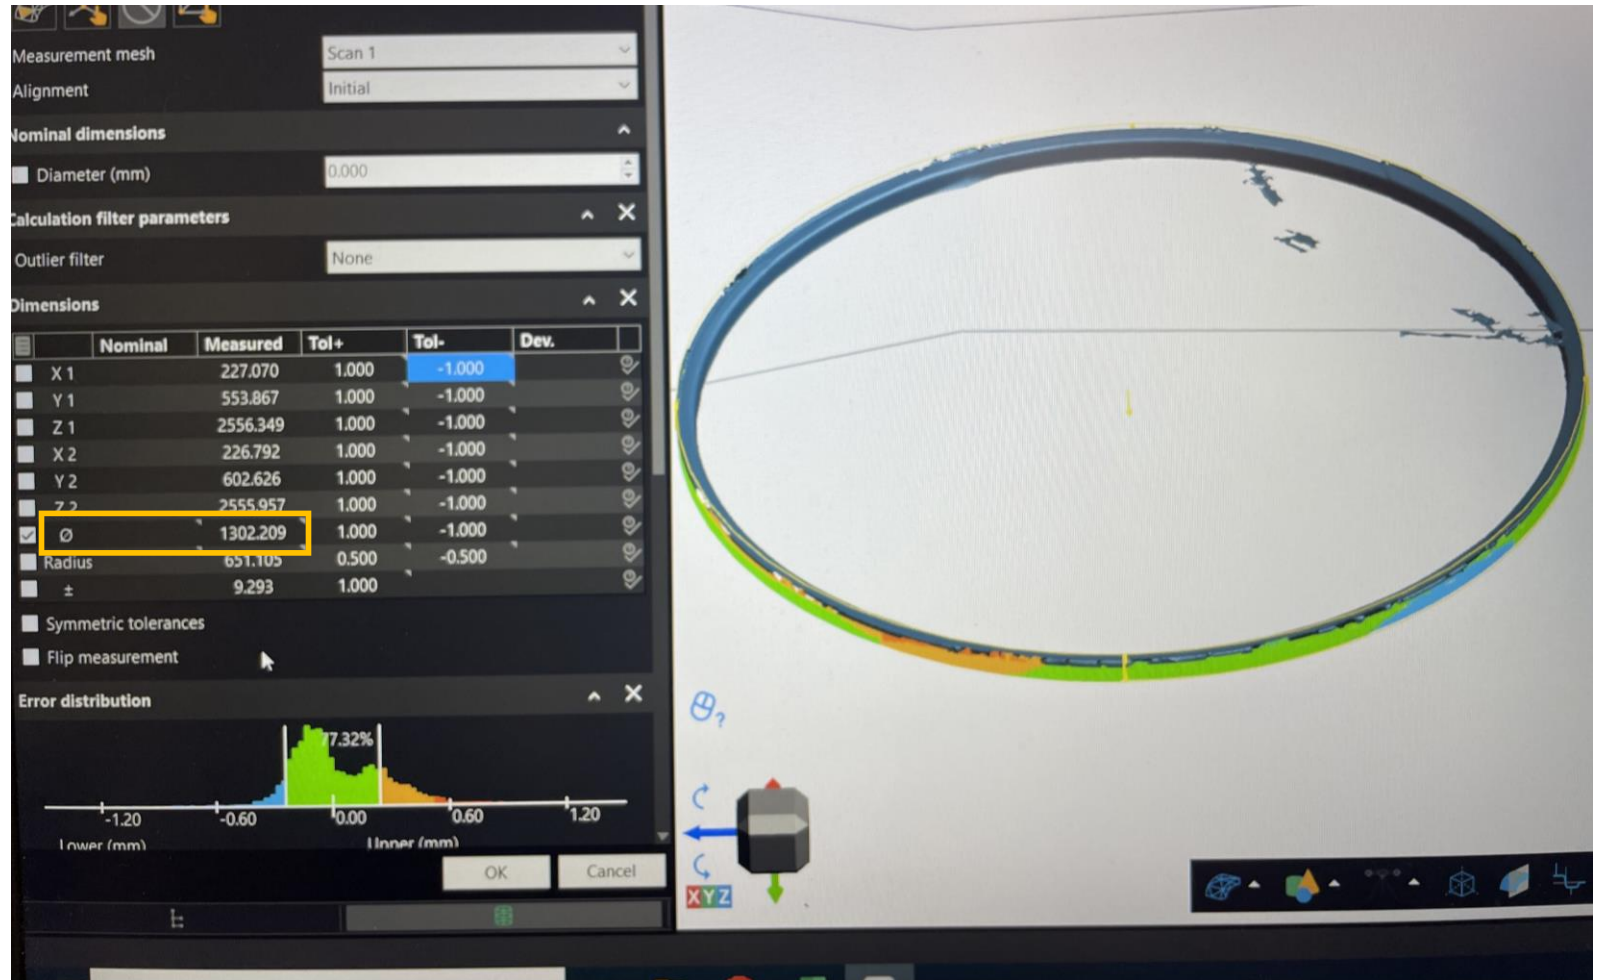 Measurement mesh Scan 1
Alignment Initial
Nominal dimensions
Diameter (mm) 0.000
Calculation filter parameters
Outlier filter None
Dimensions
Nominal Measured Tol+ Tol- Dev.
X 1 227.070 1.000 -1.000
Y 1 553.867 1.000 -1.000
Z 1 2556.349 1.000 -1.000
X 2 226.792 1.000 -1.000
Y 2 602.626 1.000 -1.000
Z 2 2555.957 1.000 -1.000
Ø 1302.209 1.000 -1.000
Radius 651.105 0.500 -0.500
± 9.293 1.000
Symmetric tolerances
Flip measurement
Error distribution
77.32%
-1.20 -0.60 0.00 0.60 1.20
Lower (mm) Upper (mm)
OK Cancel
?
X Y Z